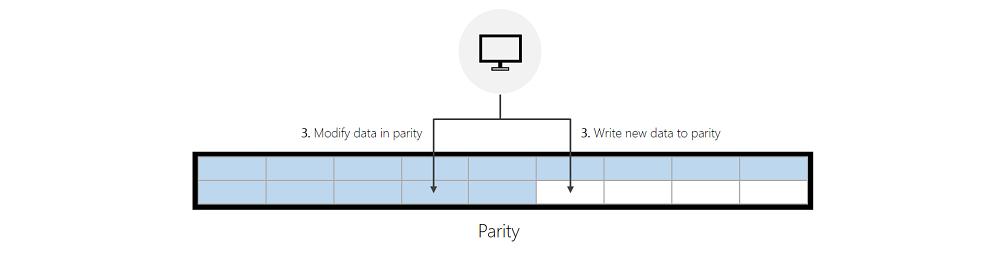 3. Modify data in parity
3. Write new data to parity
Parity